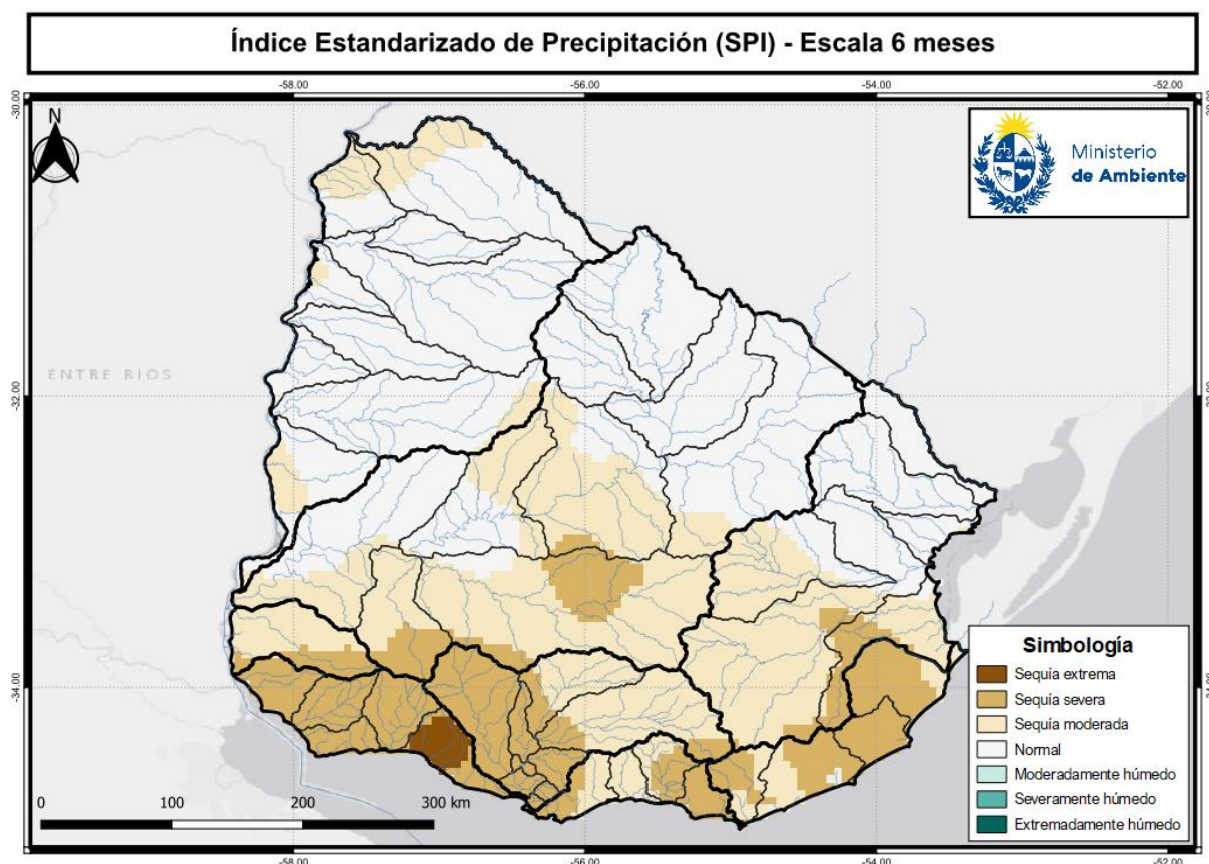 Índice Estandarizado de Precipitación (SPI) - Escala 6 meses
-58.00
-56.00
-54.00
-52.00
-30.00
N
Ministerio
de Ambiente
ENTRE RIOS
-32.00
-34.00
Simbología
Sequía extrema
Sequía severa
Sequía moderada
Normal
Moderadamente húmedo
Severamente húmedo
Extremadamente húmedo
0
100
200
300 km
-58.00
-56.00
-54.00
-52.00